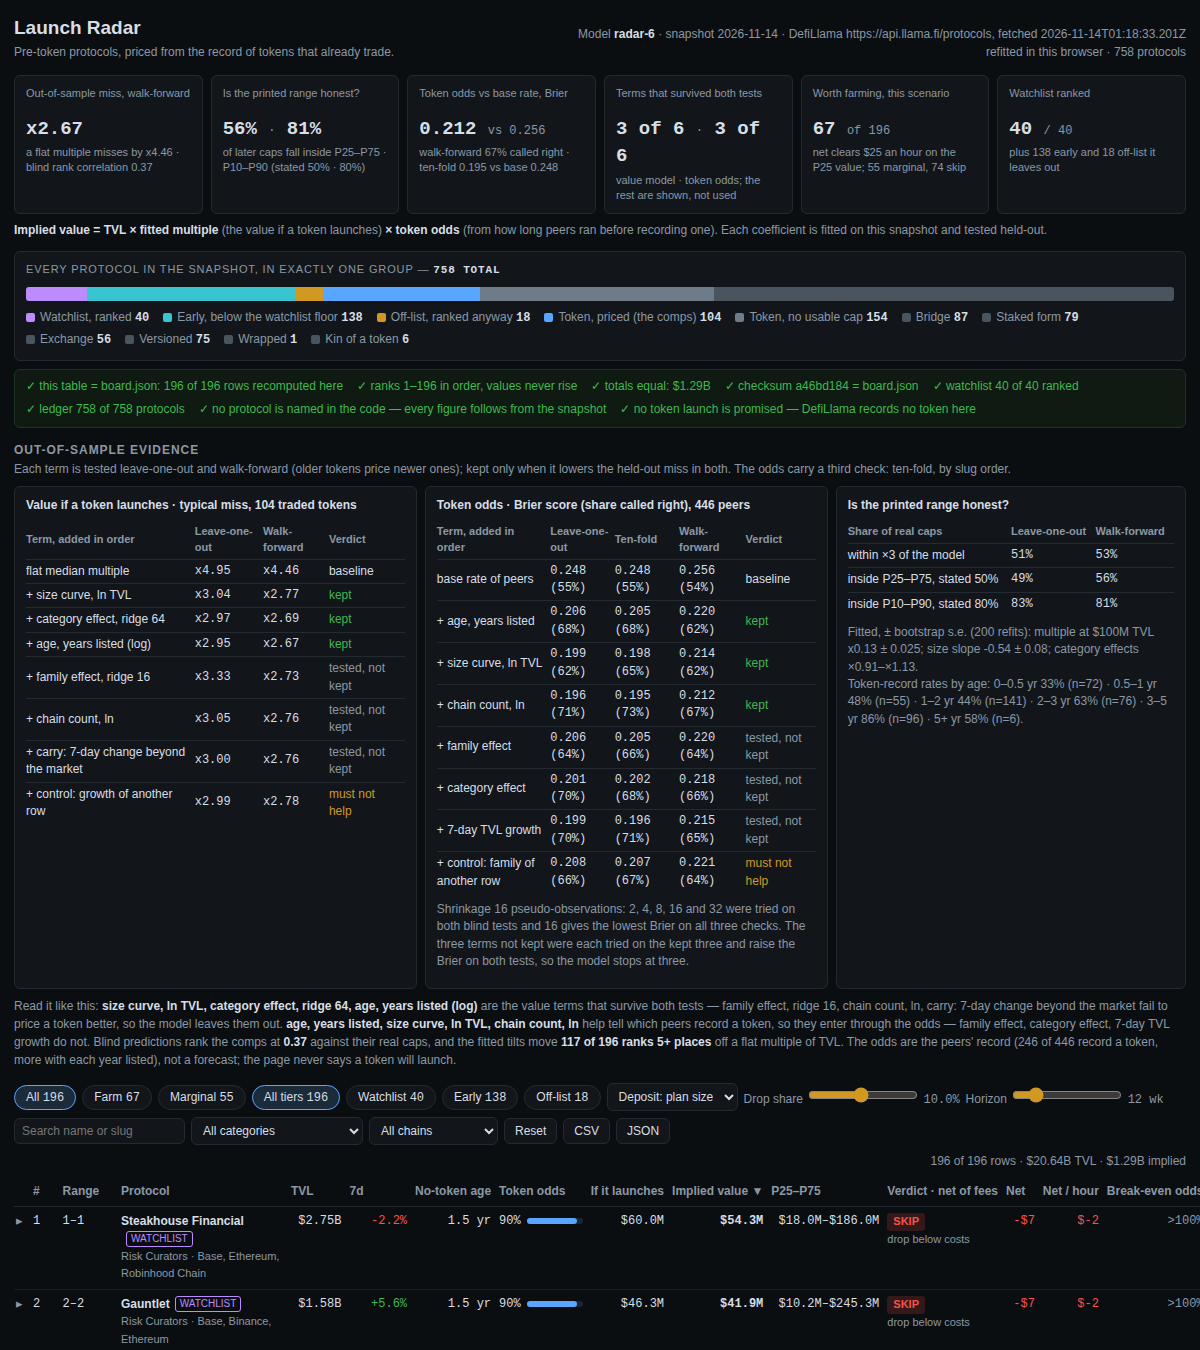 Launch Radar
Pre-token protocols, priced from the record of tokens that already trade.
Model radar-6 · snapshot 2026-11-14 · DefiLlama https://api.llama.fi/protocols, fetched 2026-11-14T01:18:33.201Z
refitted in this browser · 758 protocols
Out-of-sample miss, walk-forward
x2.67
a flat multiple misses by x4.46 ·
blind rank correlation 0.37
Is the printed range honest?
56% · 81%
of later caps fall inside P25–P75 ·
P10–P90 (stated 50% · 80%)
Token odds vs base rate, Brier
0.212 vs 0.256
walk-forward 67% called right ·
ten-fold 0.195 vs base 0.248
Terms that survived both tests
3 of 6 · 3 of
6
value model · token odds; the
rest are shown, not used
Worth farming, this scenario
67 of 196
net clears $25 an hour on the
P25 value; 55 marginal, 74 skip
Watchlist ranked
40 / 40
plus 138 early and 18 off-list it
leaves out
Implied value = TVL × fitted multiple (the value if a token launches) × token odds (from how long peers ran before recording one). Each coefficient is fitted on this snapshot and tested held-out.
EVERY PROTOCOL IN THE SNAPSHOT, IN EXACTLY ONE GROUP — 758 TOTAL
Watchlist, ranked 40 Early, below the watchlist floor 138 Off-list, ranked anyway 18 Token, priced (the comps) 104 Token, no usable cap 154 Bridge 87 Staked form 79
Exchange 56 Versioned 75 Wrapped 1 Kin of a token 6
✓ this table = board.json: 196 of 196 rows recomputed here ✓ ranks 1–196 in order, values never rise ✓ totals equal: $1.29B ✓ checksum a46bd184 = board.json ✓ watchlist 40 of 40 ranked
✓ ledger 758 of 758 protocols ✓ no protocol is named in the code — every figure follows from the snapshot ✓ no token launch is promised — DefiLlama records no token here
OUT-OF-SAMPLE EVIDENCE
Each term is tested leave-one-out and walk-forward (older tokens price newer ones); kept only when it lowers the held-out miss in both. The odds carry a third check: ten-fold, by slug order.
Value if a token launches · typical miss, 104 traded tokens
Term, added in order Leave-one-out Walk-forward Verdict
flat median multiple x4.95 x4.46 baseline
+ size curve, ln TVL x3.04 x2.77 kept
+ category effect, ridge 64 x2.97 x2.69 kept
+ age, years listed (log) x2.95 x2.67 kept
+ family effect, ridge 16 x3.33 x2.73 tested, not kept
+ chain count, ln x3.05 x2.76 tested, not kept
+ carry: 7-day change beyond the market x3.00 x2.76 tested, not kept
+ control: growth of another row x2.99 x2.78 must not help
Token odds · Brier score (share called right), 446 peers
Term, added in order Leave-one-out Ten-fold Walk-forward Verdict
base rate of peers 0.248 (55%) 0.248 (55%) 0.256 (54%) baseline
+ age, years listed 0.206 (68%) 0.205 (68%) 0.220 (62%) kept
+ size curve, ln TVL 0.199 (62%) 0.198 (65%) 0.214 (62%) kept
+ chain count, ln 0.196 (71%) 0.195 (73%) 0.212 (67%) kept
+ family effect 0.206 (64%) 0.205 (66%) 0.220 (64%) tested, not kept
+ category effect 0.201 (70%) 0.202 (68%) 0.218 (66%) tested, not kept
+ 7-day TVL growth 0.199 (70%) 0.196 (71%) 0.215 (65%) tested, not kept
+ control: family of another row 0.208 (66%) 0.207 (67%) 0.221 (64%) must not help
Shrinkage 16 pseudo-observations: 2, 4, 8, 16 and 32 were tried on
both blind tests and 16 gives the lowest Brier on all three checks. The
three terms not kept were each tried on the kept three and raise the
Brier on both tests, so the model stops at three.
Is the printed range honest?
Share of real caps Leave-one-out Walk-forward
within ×3 of the model 51% 53%
inside P25–P75, stated 50% 49% 56%
inside P10–P90, stated 80% 83% 81%
Fitted, ± bootstrap s.e. (200 refits): multiple at $100M TVL
x0.13 ± 0.025; size slope -0.54 ± 0.08; category effects
×0.91–×1.13.
Token-record rates by age: 0–0.5 yr 33% (n=72) · 0.5–1 yr
48% (n=55) · 1–2 yr 44% (n=141) · 2–3 yr 63% (n=76) · 3–5
yr 86% (n=96) · 5+ yr 58% (n=6).
Read it like this: size curve, ln TVL, category effect, ridge 64, age, years listed (log) are the value terms that survive both tests — family effect, ridge 16, chain count, ln, carry: 7-day change beyond the market fail to
price a token better, so the model leaves them out. age, years listed, size curve, ln TVL, chain count, ln help tell which peers record a token, so they enter through the odds — family effect, category effect, 7-day TVL
growth do not. Blind predictions rank the comps at 0.37 against their real caps, and the fitted tilts move 117 of 196 ranks 5+ places off a flat multiple of TVL. The odds are the peers' record (246 of 446 record a token,
more with each year listed), not a forecast; the page never says a token will launch.
All 196 Farm 67 Marginal 55 All tiers 196 Watchlist 40 Early 138 Off-list 18 Deposit: plan size Drop share 10.0% Horizon 12 wk
Search name or slug All categories All chains Reset CSV JSON
196 of 196 rows · $20.64B TVL · $1.29B implied
# Range Protocol TVL 7d No-token age Token odds If it launches Implied value ▼ P25–P75 Verdict · net of fees Net Net / hour Break-even odds
▸ 1 1–1 Steakhouse Financial $2.75B -2.2% 1.5 yr 90% $60.0M $54.3M $18.0M–$186.0M SKIP -$7 $-2 >100%
WATCHLIST drop below costs
Risk Curators · Base, Ethereum,
Robinhood Chain
▸ 2 2–2 Gauntlet WATCHLIST $1.58B +5.6% 1.5 yr 90% $46.3M $41.9M $10.2M–$245.3M SKIP -$7 $-2 >100%
Risk Curators · Base, Binance, drop below costs
Ethereum